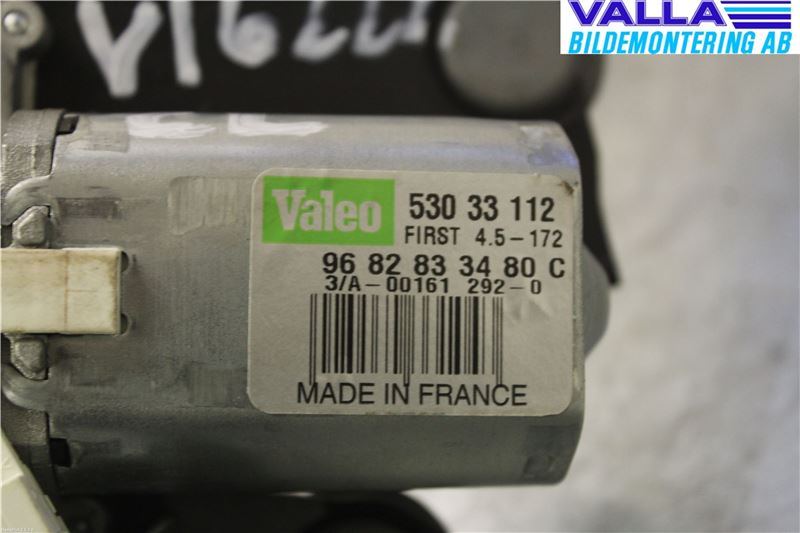 VALLA
BILDEMONTERING AB
Valeo
530 33 112
FIRST 4.5-172
96 82 83 34 80 C
3/A-00161 292-0
MADE IN FRANCE